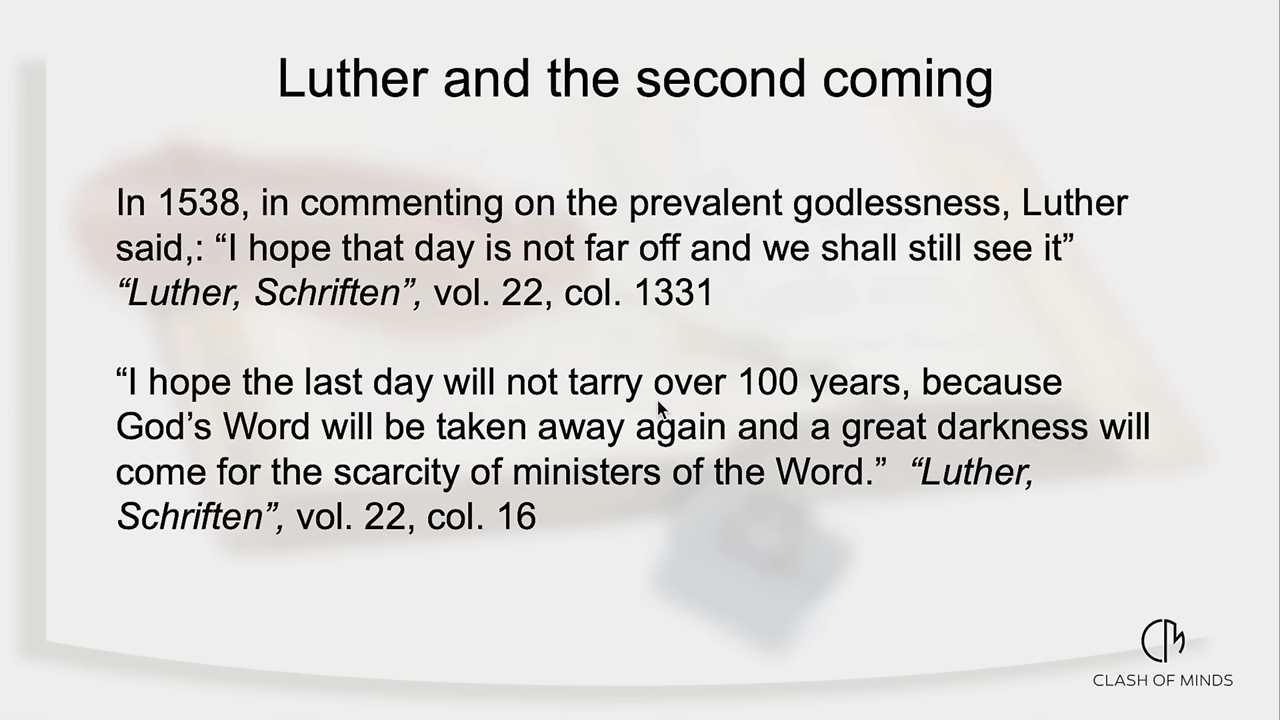 Luther and the second coming
In 1538, in commenting on the prevalent godlessness, Luther
said,: “I hope that day is not far off and we shall still see it”
“Luther, Schriften”, vol. 22, col. 1331
“I hope the last day will not tarry over 100 years, because
God’s Word will be taken away again and a great darkness will
come for the scarcity of ministers of the Word.” “Luther,
Schriften”, vol. 22, col. 16
CLASH OF MINDS